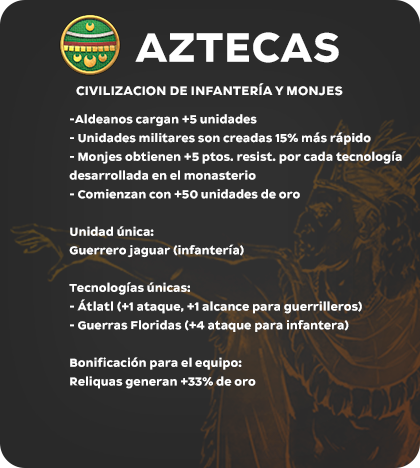 AZTECAS
CIVILIZACION DE INFANTERÍA Y MONJES
-Aldeanos cargan +5 unidades
- Unidades militares son creadas 15% más rápido
- Monjes obtienen +5 ptos. resist. por cada tecnología
desarrollada en el monasterio
- Comienzan con +50 unidades de oro
Unidad única:
Guerrero jaguar (infantería)
Tecnologías únicas:
- Átlatl (+1 ataque, +1 alcance para guerrilleros)
- Guerras Floridas (+4 ataque para infantera)
Bonificación para el equipo:
Reliquas generan +33% de oro